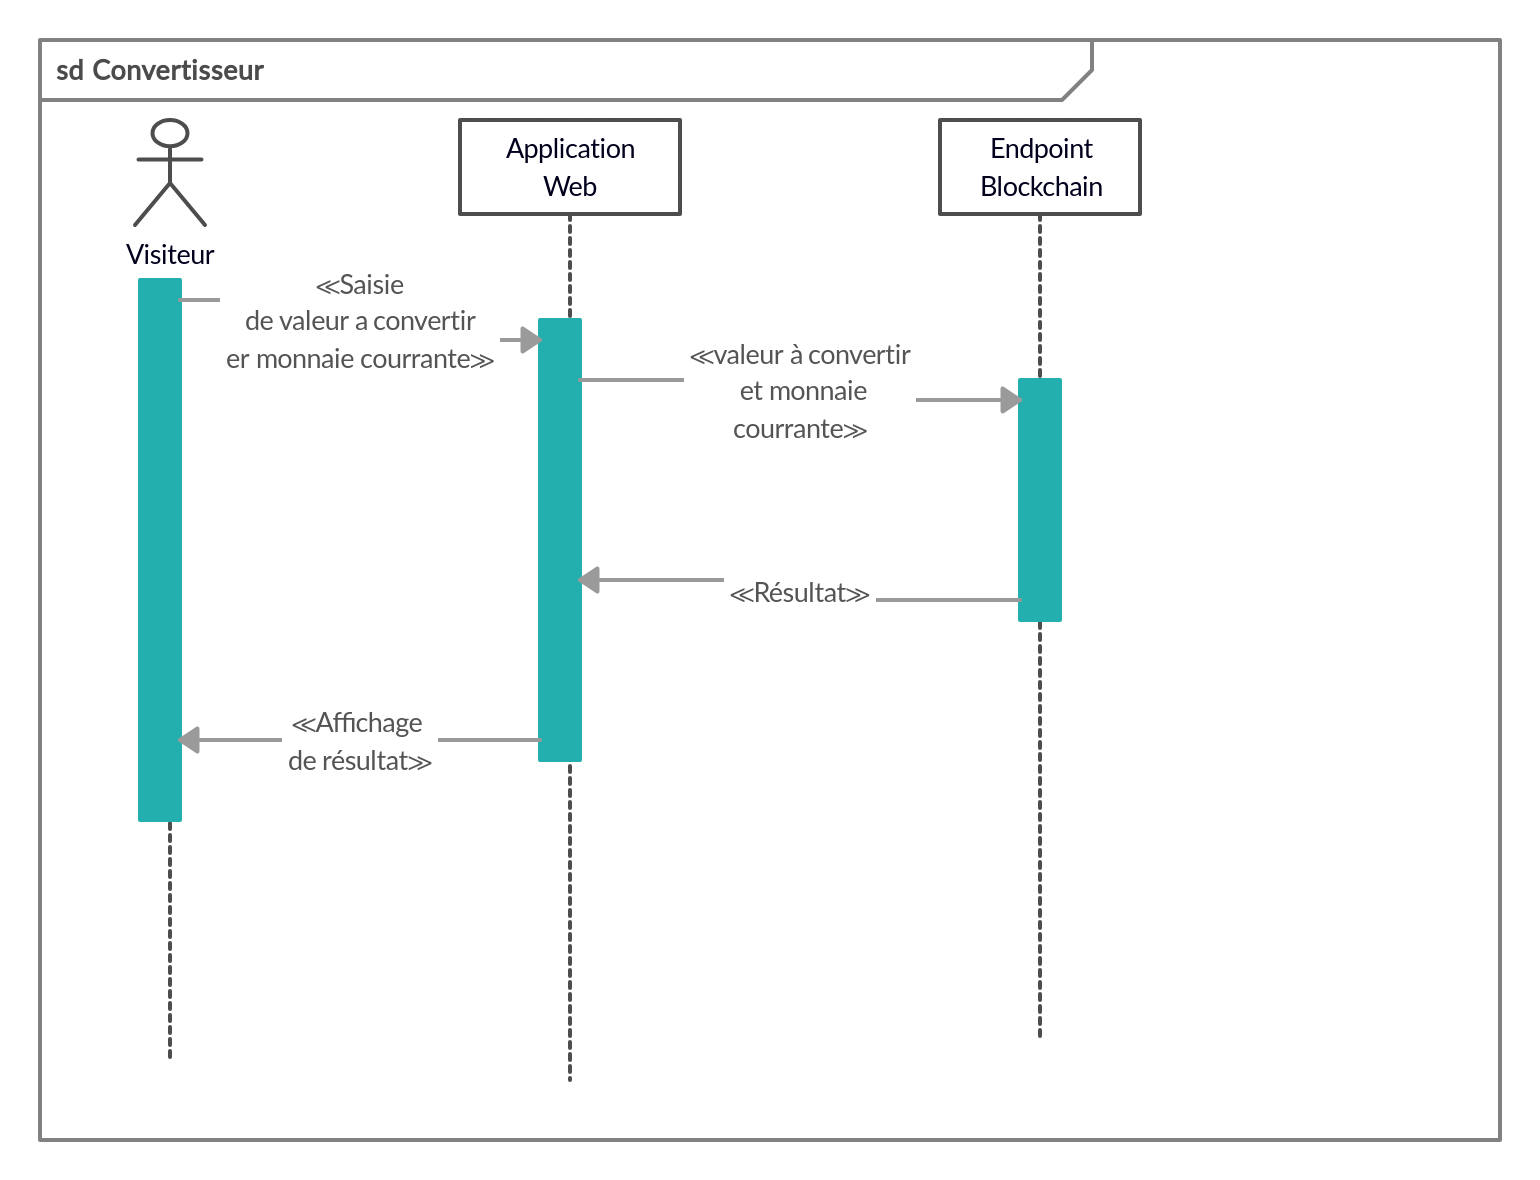 sd Convertisseur
Application
Web
Endpoint
Blockchain
Visiteur
≪Saisie
de valeur a convertir
er monnaie courrante≫
≪valeur à convertir
et monnaie
courrante≫
≪Résultat≫
≪Affichage
de résultat≫